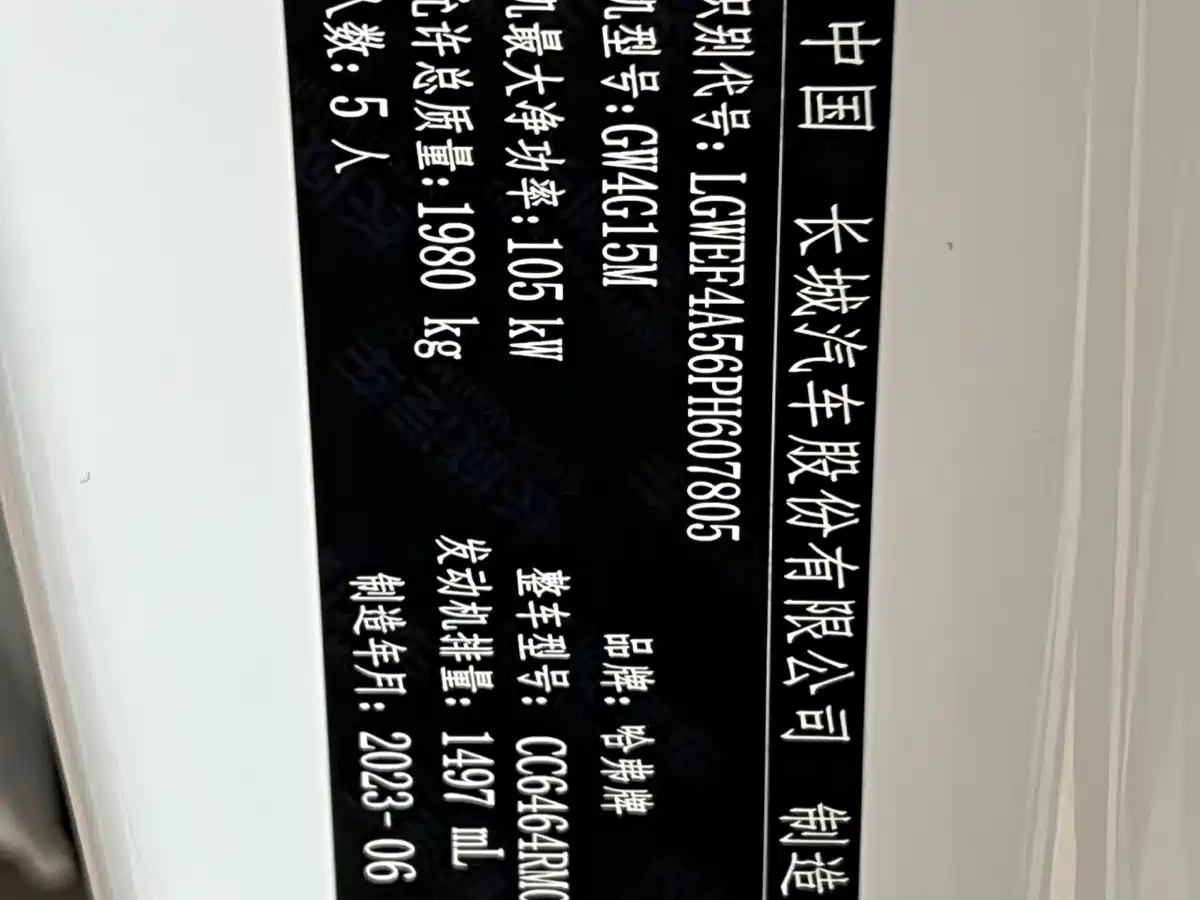 中国 长城汽车股份有限公司 制造
识别代号: LGWEF4A56PH607805
品牌: 哈弗牌
机型号: GW4G15M
整车型号: CC6464RM0
机最大净功率: 105 kW
发动机排量: 1497 mL
允许总质量: 1980 kg
制造年月: 2023-06
人数: 5 人